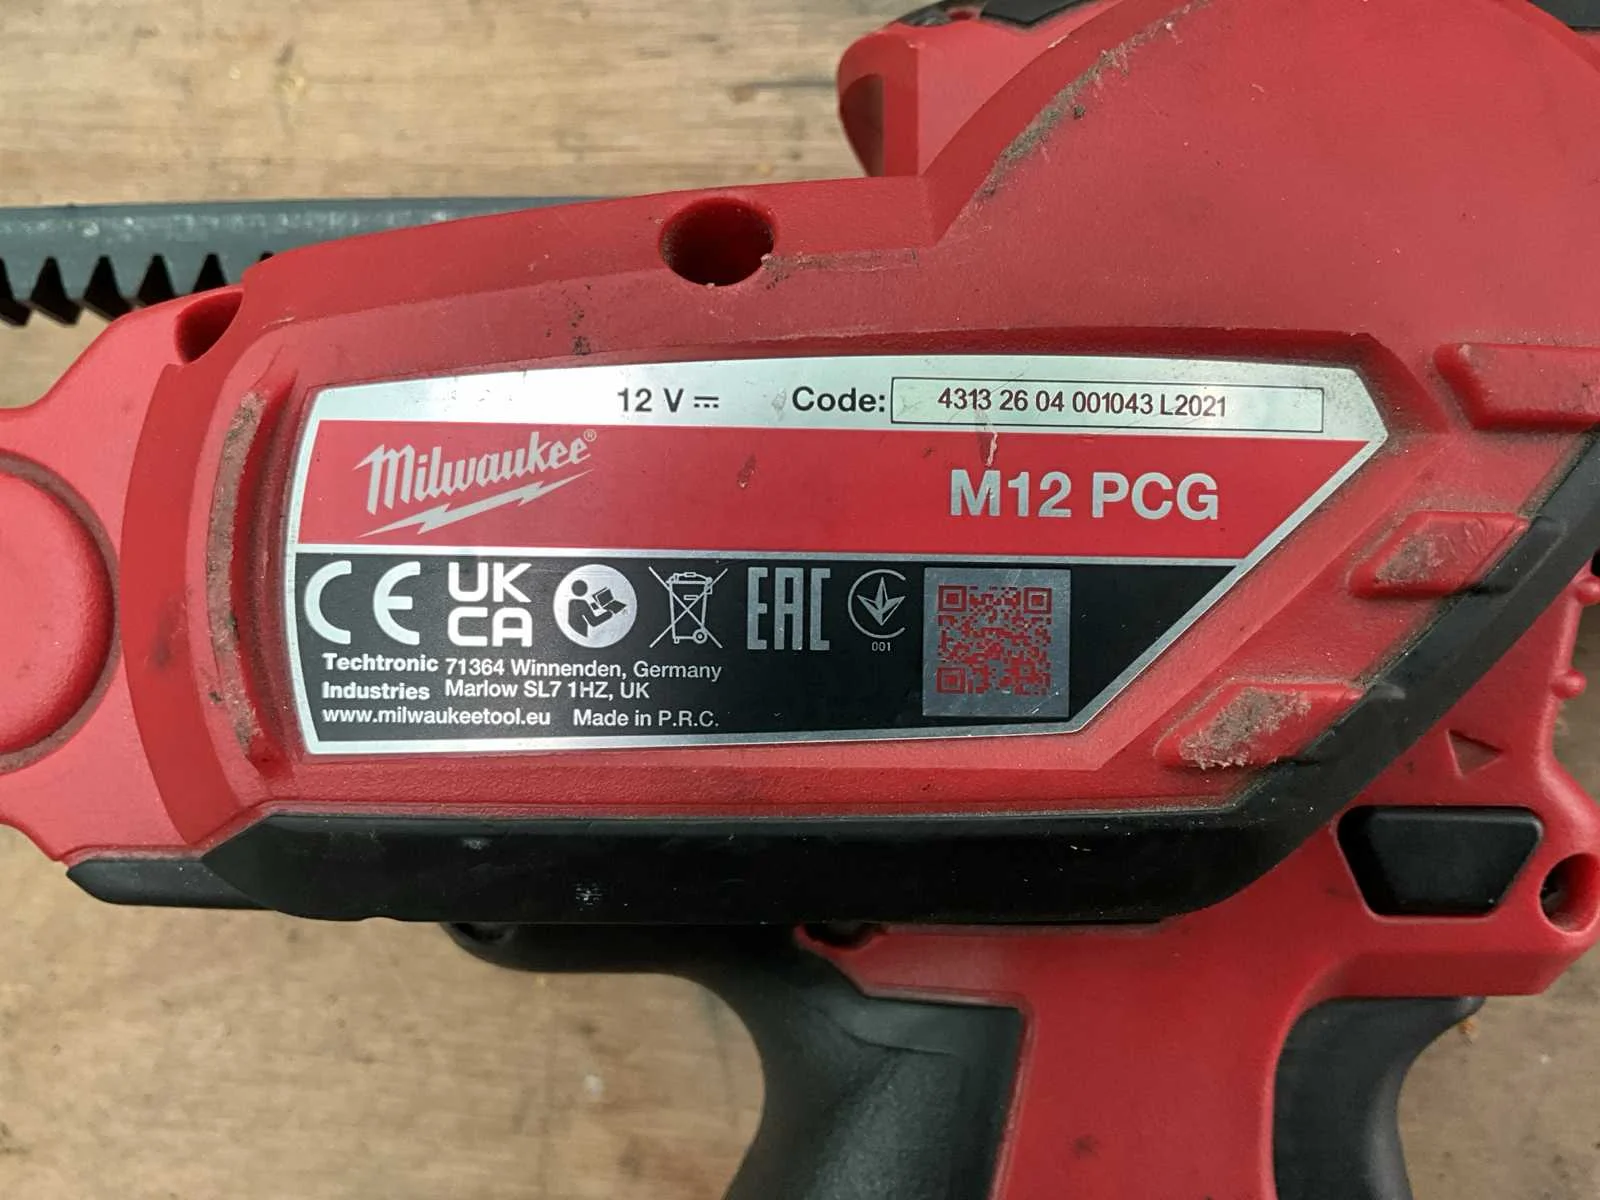 12 V ⎓ Code: 4313 26 04 001043 L2021
Milwaukee®
M12 PCG
CE UK CA EAC
001
Techtronic Industries
71364 Winnenden, Germany
Marlow SL7 1HZ, UK
www.milwaukeetool.eu Made in P.R.C.